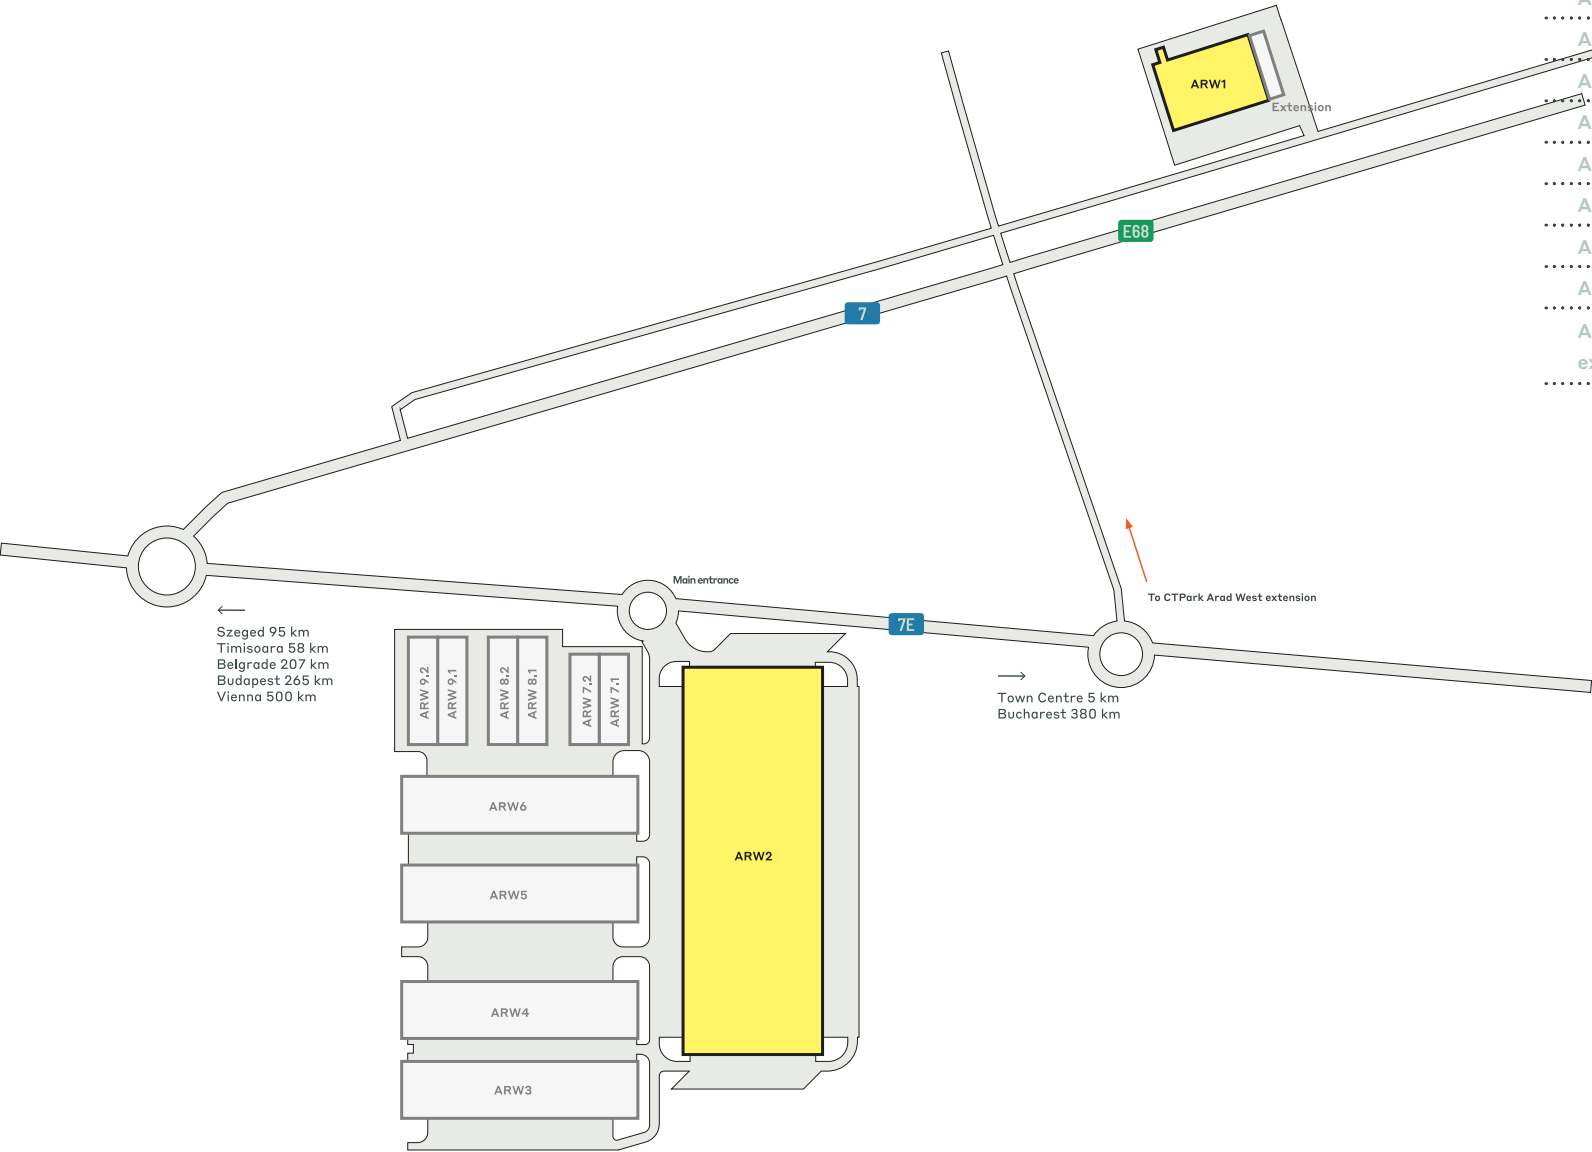 ARW1
Extension
E68
7
Main entrance
To CTPark Arad West extension
7E
Szeged 95 km
Timisoara 58 km
Belgrade 207 km
Budapest 265 km
Vienna 500 km
Town Centre 5 km
Bucharest 380 km
ARW 9.2
ARW 9.1
ARW 8.2
ARW 8.1
ARW 7.2
ARW 7.1
ARW6
ARW2
ARW5
ARW4
ARW3
A
A
A
A
A
A
A
A